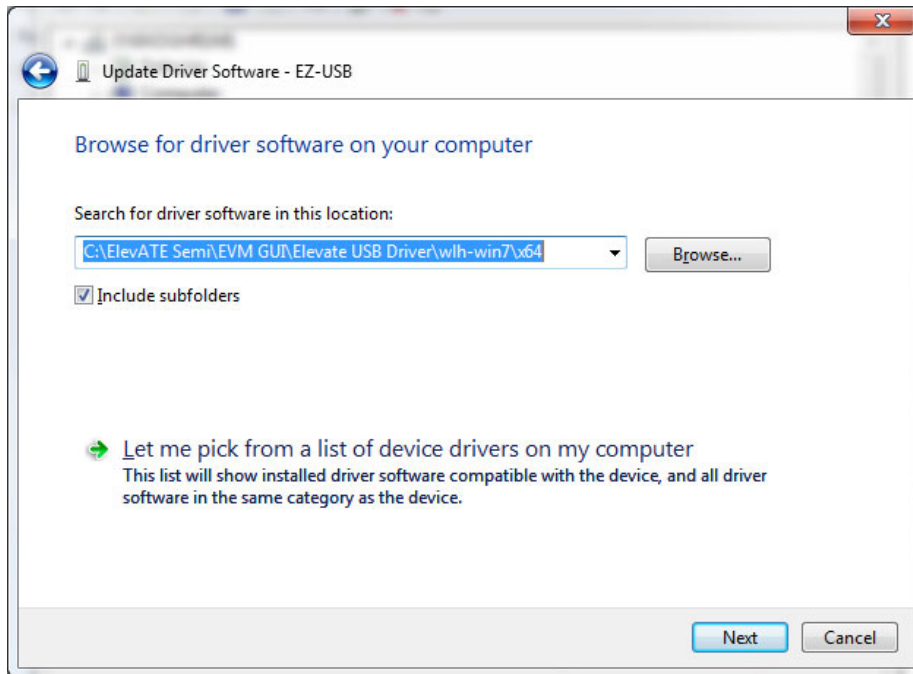 Update Driver Software - EZ-USB
Browse for driver software on your computer
Search for driver software in this location:
C:\ElevATE Semi\EVM GUI\Elevate USB Driver\wlh-win7\x64
Browse...
Include subfolders
Let me pick from a list of device drivers on my computer
This list will show installed driver software compatible with the device, and all driver
software in the same category as the device.
Next
Cancel